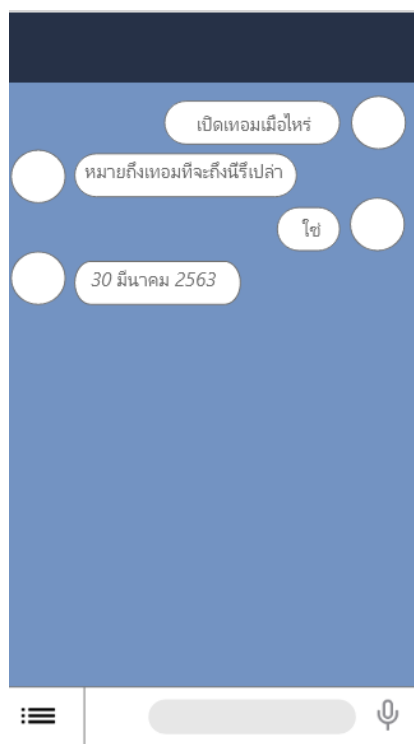 เปิดเทอมเมื่อไหร่
หมายถึงเทอมที่จะถึงนี้รึเปล่า
ใช่
30 มีนาคม 2563